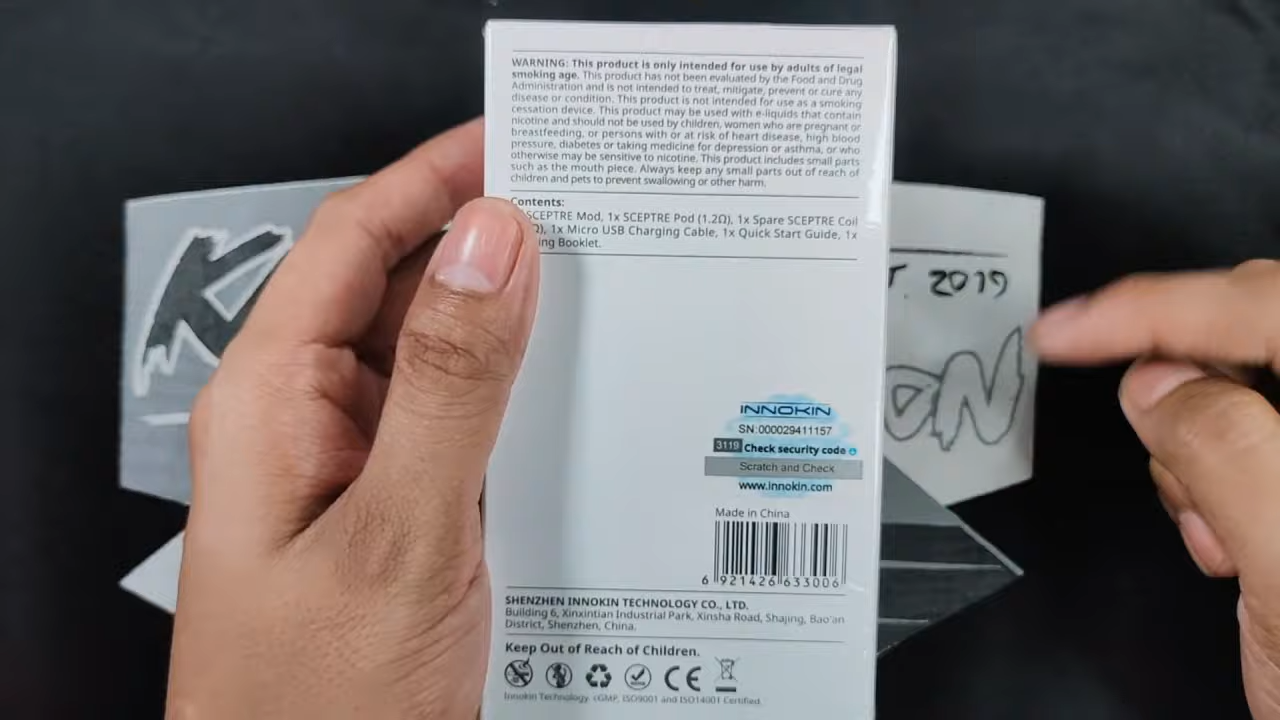 WARNING: This product is only intended for use by adults of legal
smoking age. This product has not been evaluated by the Food and Drug
Administration and is not intended to treat, mitigate, prevent or cure any
disease or condition. This product is not intended for use as a smoking
cessation device. This product may be used with e-liquids that contain
nicotine and should not be used by children, women who are pregnant or
breastfeeding, or persons with or at risk of heart disease, high blood
pressure, diabetes or taking medicine for depression or asthma, or who
otherwise may be sensitive to nicotine. This product includes small parts
such as the mouth piece. Always keep any small parts out of reach of
children and pets to prevent swallowing or other harm.
Contents:
SCEPTRE Mod, 1x SCEPTRE Pod (1.2Ω), 1x Spare SCEPTRE Coil
Ω), 1x Micro USB Charging Cable, 1x Quick Start Guide, 1x
ing Booklet.
K
2019
ON
INNOKIN
SN:000029411157
3119 Check security code
Scratch and Check
www.innokin.com
Made in China
6 921426 633006
SHENZHEN INNOKIN TECHNOLOGY CO., LTD.
Building 6, Xinxintian Industrial Park, Xinsha Road, Shajing, Bao'an
District, Shenzhen, China.
Keep Out of Reach of Children.
CE
Innokin Technology. cGMP, ISO9001 and ISO14001 Certified.